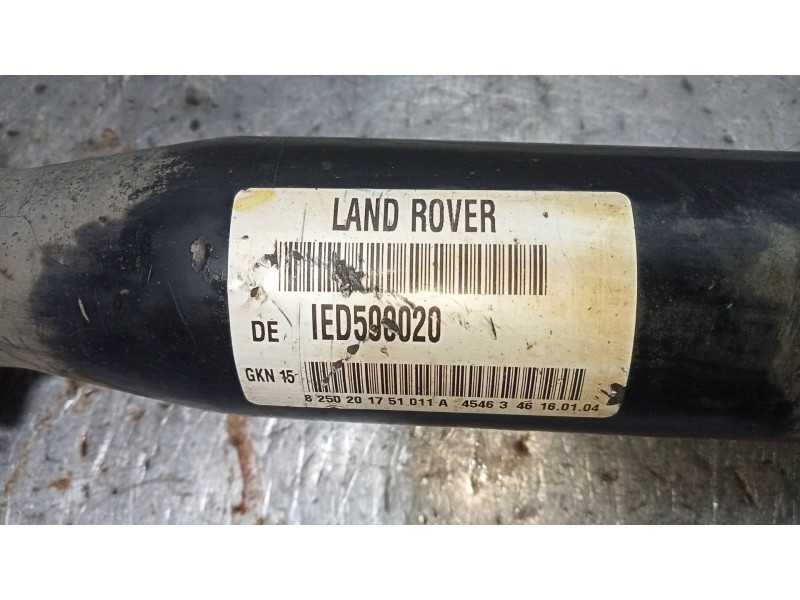 LAND ROVER
DE IED500020
GKN 15
8 250 20 17 51 011 A 4546 3 46 16.01.04